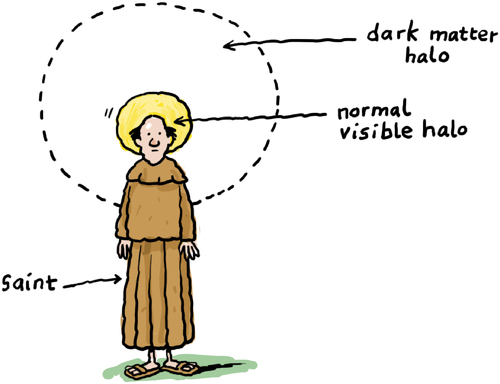 dark matter
halo
normal
visible halo
Saint